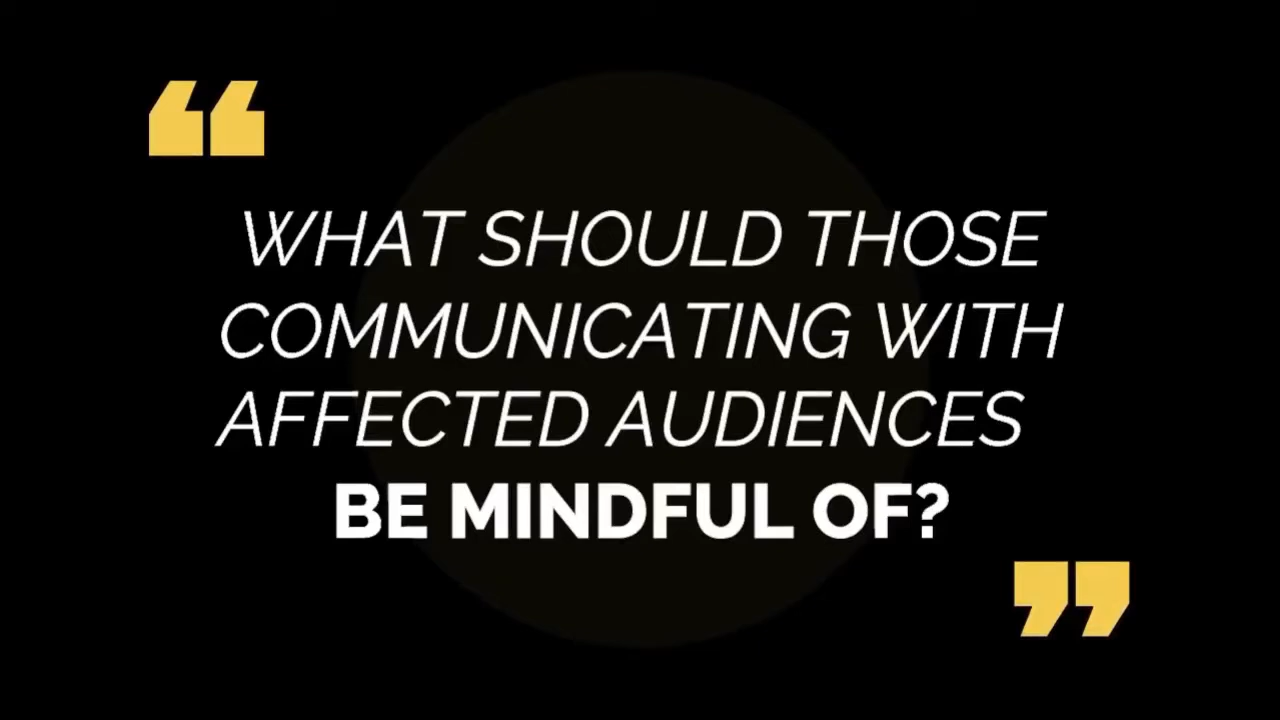 “
WHAT SHOULD THOSE
COMMUNICATING WITH
AFFECTED AUDIENCES
BE MINDFUL OF?
”